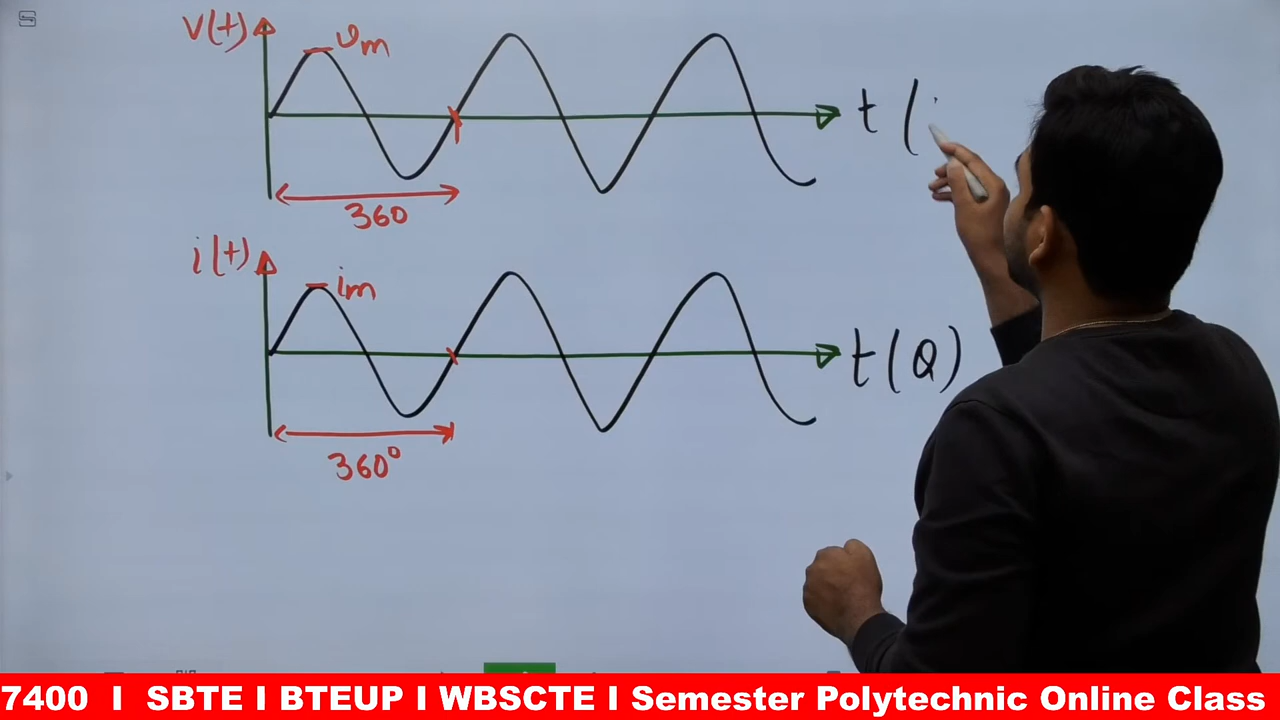 v(t)
vm
t (
360
i(t)
im
t(Q)
360°
7400 I SBTE I BTEUP I WBSCTE I Semester Polytechnic Online Class